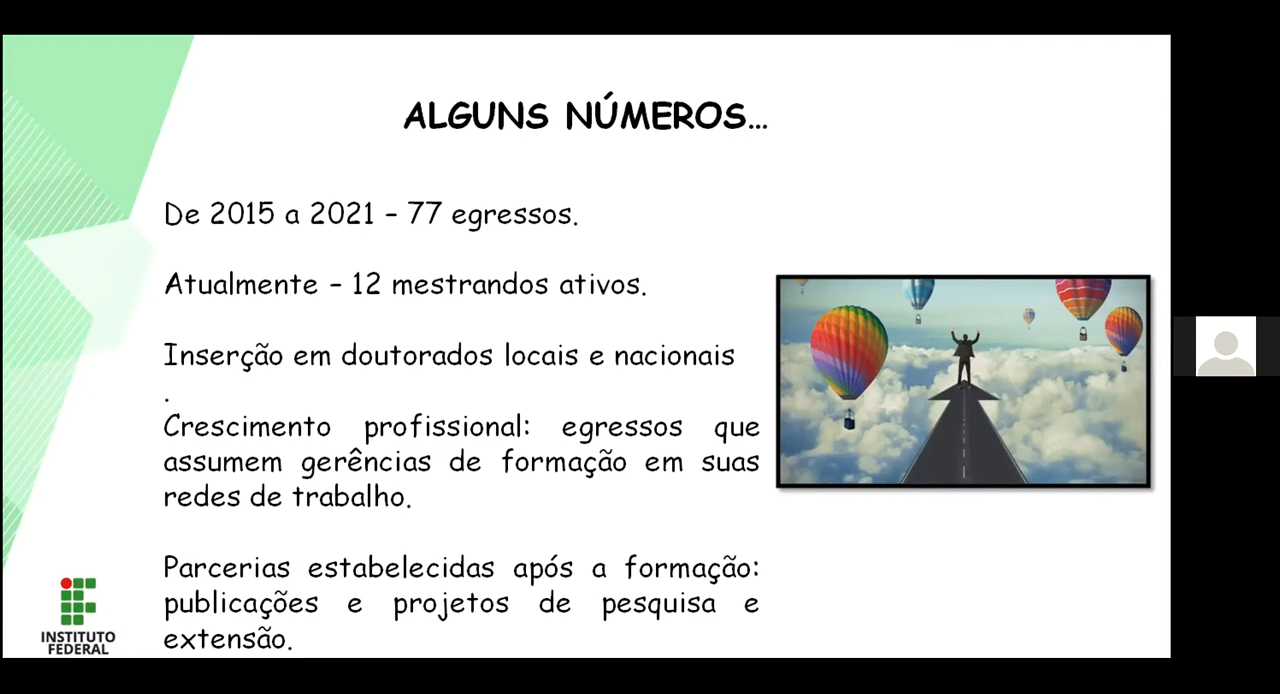 ALGUNS NÚMEROS...
De 2015 a 2021 – 77 egressos.
Atualmente – 12 mestrandos ativos.
Inserção em doutorados locais e nacionais
.
Crescimento profissional: egressos que
assumem gerências de formação em suas
redes de trabalho.
Parcerias estabelecidas após a formação:
publicações e projetos de pesquisa e
extensão.
INSTITUTO
FEDERAL